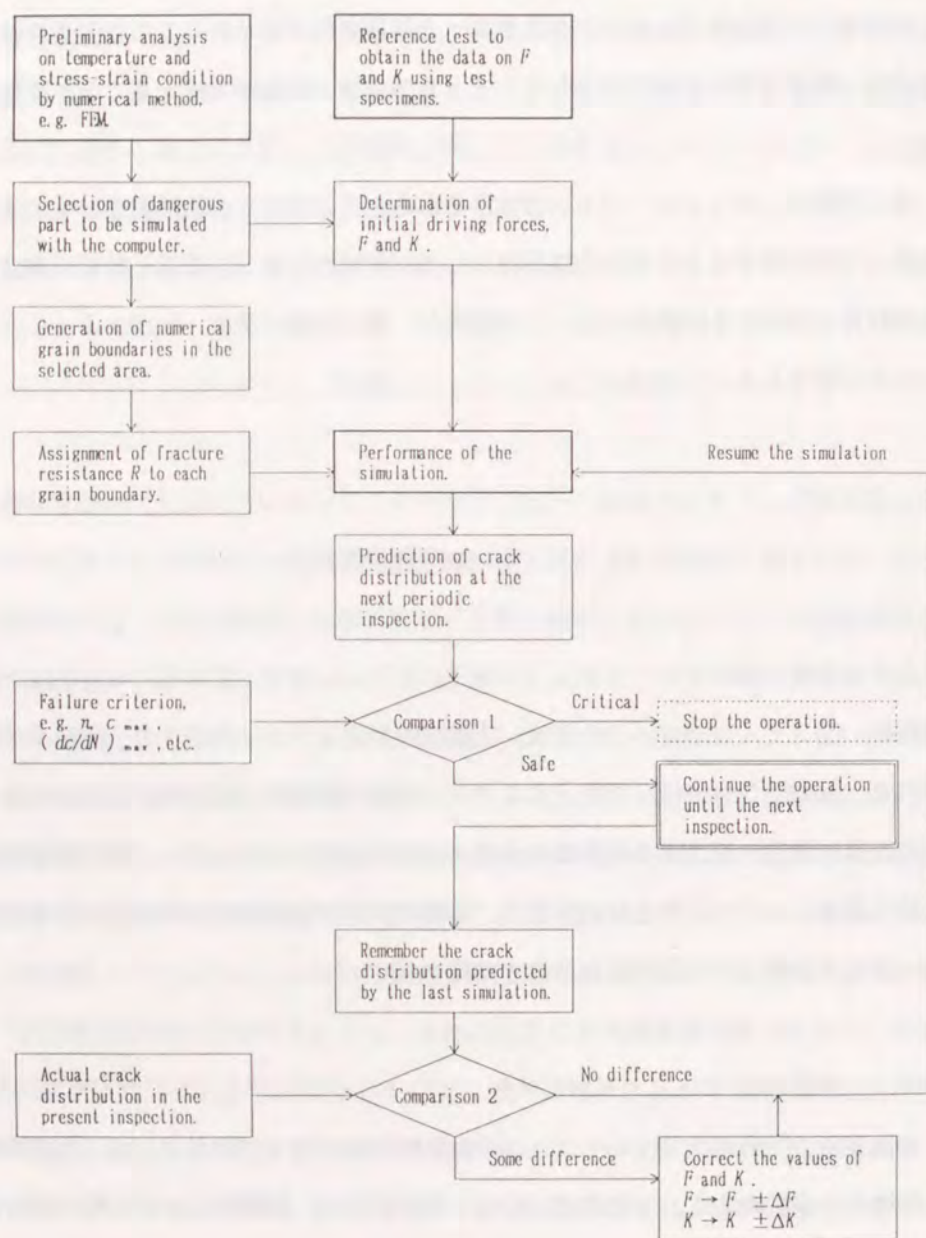 Preliminary analysis
on temperature and
stress-strain condition
by numerical method.
e. g. FEM.
Reference test to
obtain the data on F
and K using test
specimens.
Selection of dangerous
part to be simulated
with the computer.
Determination of
initial driving forces,
F and K .
Generation of numerical
grain boundaries in the
selected area.
Assignment of fracture
resistance R to each
grain boundary.
Performance of the
simulation.
Resume the simulation
Prediction of crack
distribution at the
next periodic
inspection.
Failure criterion,
e. g. n, c
( dc/dN ) , etc.
Comparison 1
Critical
Stop the operation.
Safe
Continue the operation
until the next
inspection.
Remember the crack
distribution predicted
by the last simulation.
Actual crack
distribution in the
present inspection.
Comparison 2
No difference
Some difference
Correct the values of
F and K .
F → F ±ΔF
K → K ±ΔK